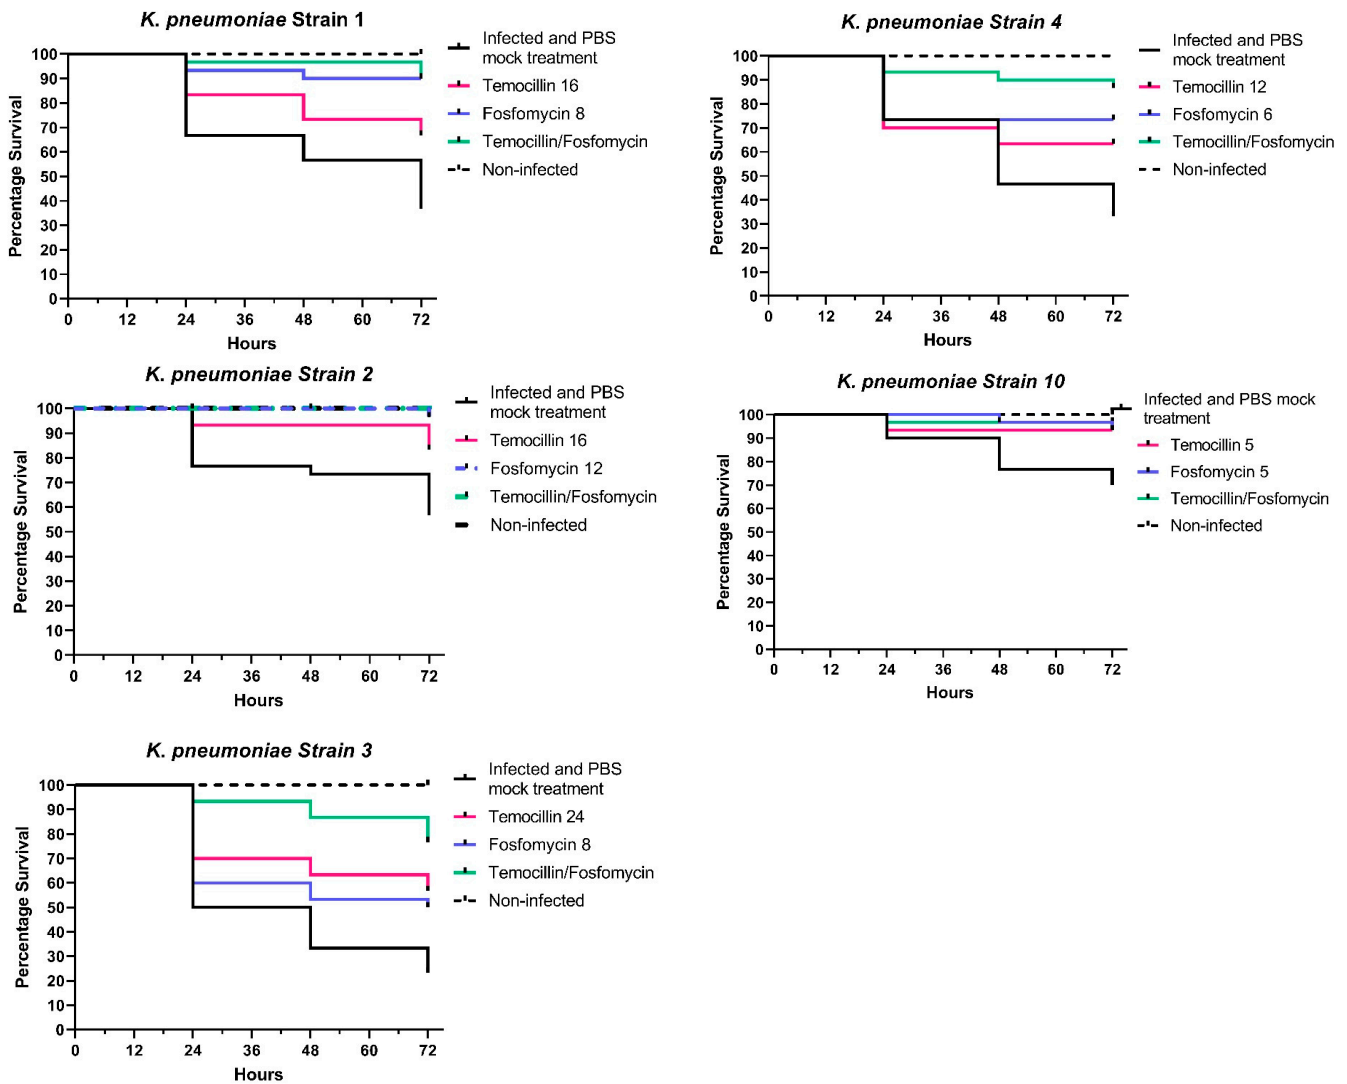 K. pneumoniae Strain 1
100
90
80
70
60
50
40
30
20
10
0
Percentage Survival
0 12 24 36 48 60 72
Hours
Infected and PBS
mock treatment
Temocillin 16
Fosfomycin 8
Temocillin/Fosfomycin
Non-infected
K. pneumoniae Strain 4
100
90
80
70
60
50
40
30
20
10
0
Percentage Survival
0 12 24 36 48 60 72
Hours
Infected and PBS
mock treatment
Temocillin 12
Fosfomycin 6
Temocillin/Fosfomycin
Non-infected
K. pneumoniae Strain 2
100
90
80
70
60
50
40
30
20
10
0
Percentage Survival
0 12 24 36 48 60 72
Hours
Infected and PBS
mock treatment
Temocillin 16
Fosfomycin 12
Temocillin/Fosfomycin
Non-infected
K. pneumoniae Strain 10
100
90
80
70
60
50
40
30
20
10
0
Percentage Survival
0 12 24 36 48 60 72
Hours
Infected and PBS mock
treatment
Temocillin 5
Fosfomycin 5
Temocillin/Fosfomycin
Non-infected
K. pneumoniae Strain 3
100
90
80
70
60
50
40
30
20
10
0
Percentage Survival
0 12 24 36 48 60 72
Hours
Infected and PBS
mock treatment
Temocillin 24
Fosfomycin 8
Temocillin/Fosfomycin
Non-infected